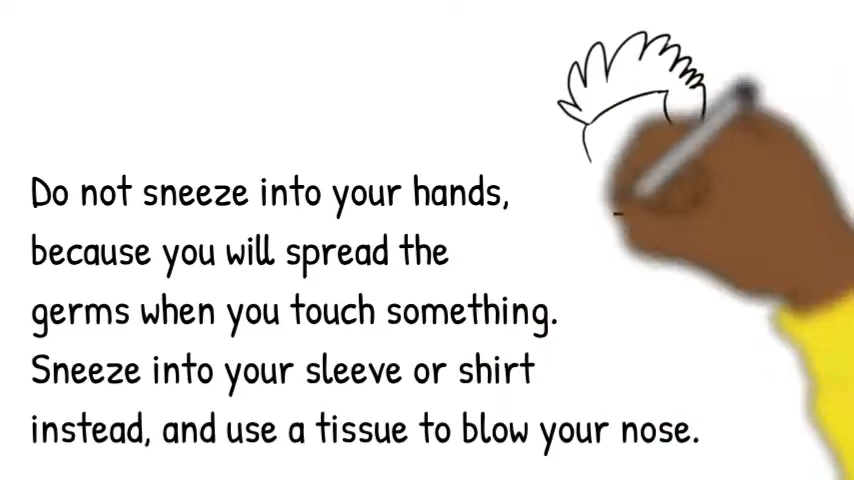 Do not sneeze into your hands,
because you will spread the
germs when you touch something.
Sneeze into your sleeve or shirt
instead, and use a tissue to blow your nose.